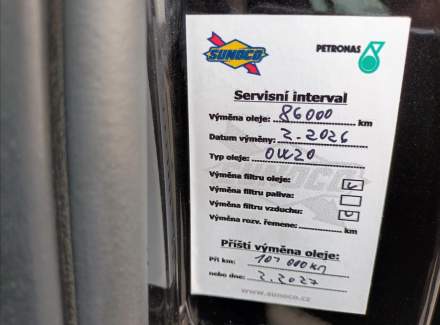 SUNOCO PETRONAS
Servisní interval
Výměna oleje: 86000 km
Datum výměny: 2.2026
Typ oleje: 0W20
Výměna filtru oleje:
Výměna filtru paliva:
Výměna filtru vzduchu:
Výměna rozv. řemene: km
Příští výměna oleje:
Při km: 101 000 km
nebo dne: 2.2027
www.sunoco.cz